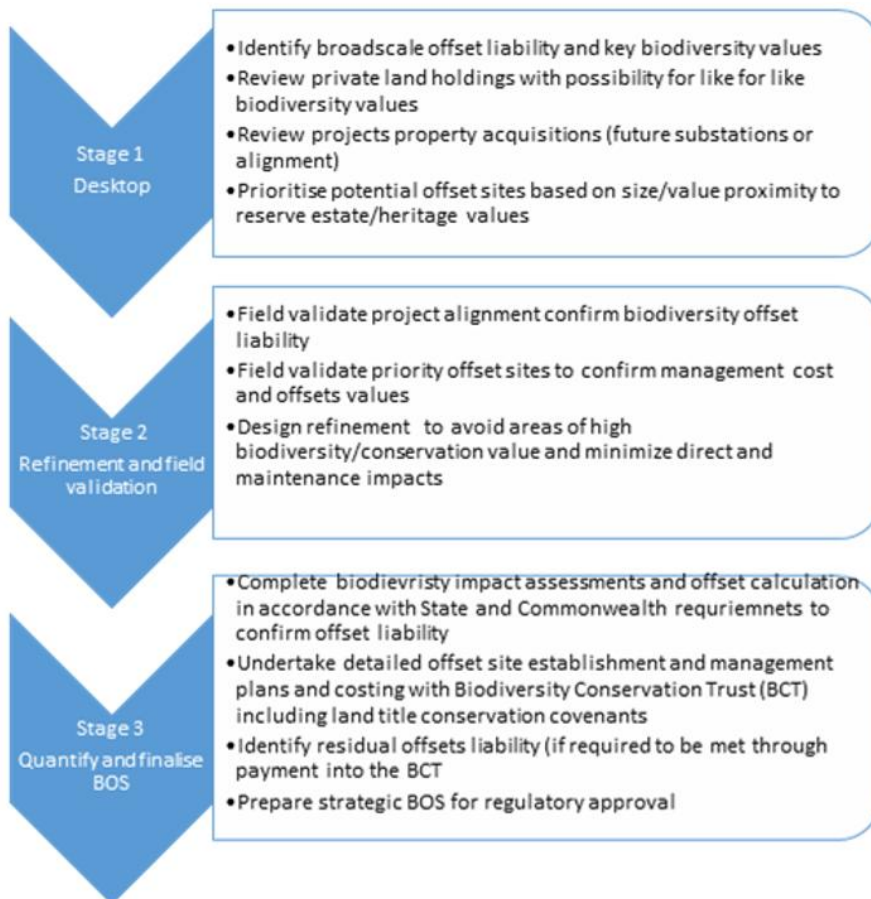 Stage 1
Desktop
•Identify broadscale offset liability and key biodiversity values
•Review private land holdings with possibility for like for like
biodiversity values
•Review projects property acquisitions (future substations or
alignment)
•Prioritise potential offset sites based on size/value proximity to
reserve estate/heritage values
Stage 2
Refinement and field
validation
•Field validate project alignment confirm biodiversity offset
liability
•Field validate priority offset sites to confirm management cost
and offsets values
•Design refinement to avoid areas of high
biodiversity/conservation value and minimize direct and
maintenance impacts
Stage 3
Quantify and finalise
BOS
•Complete biodievristy impact assessments and offset calculation
in accordance with State and Commonwealth requriemnets to
confirm offset liability
•Undertake detailed offset site establishment and management
plans and costing with Biodiversity Conservation Trust (BCT)
including land title conservation covenants
•Identify residual offsets liability (if required to be met through
payment into the BCT
•Prepare strategic BOS for regulatory approval